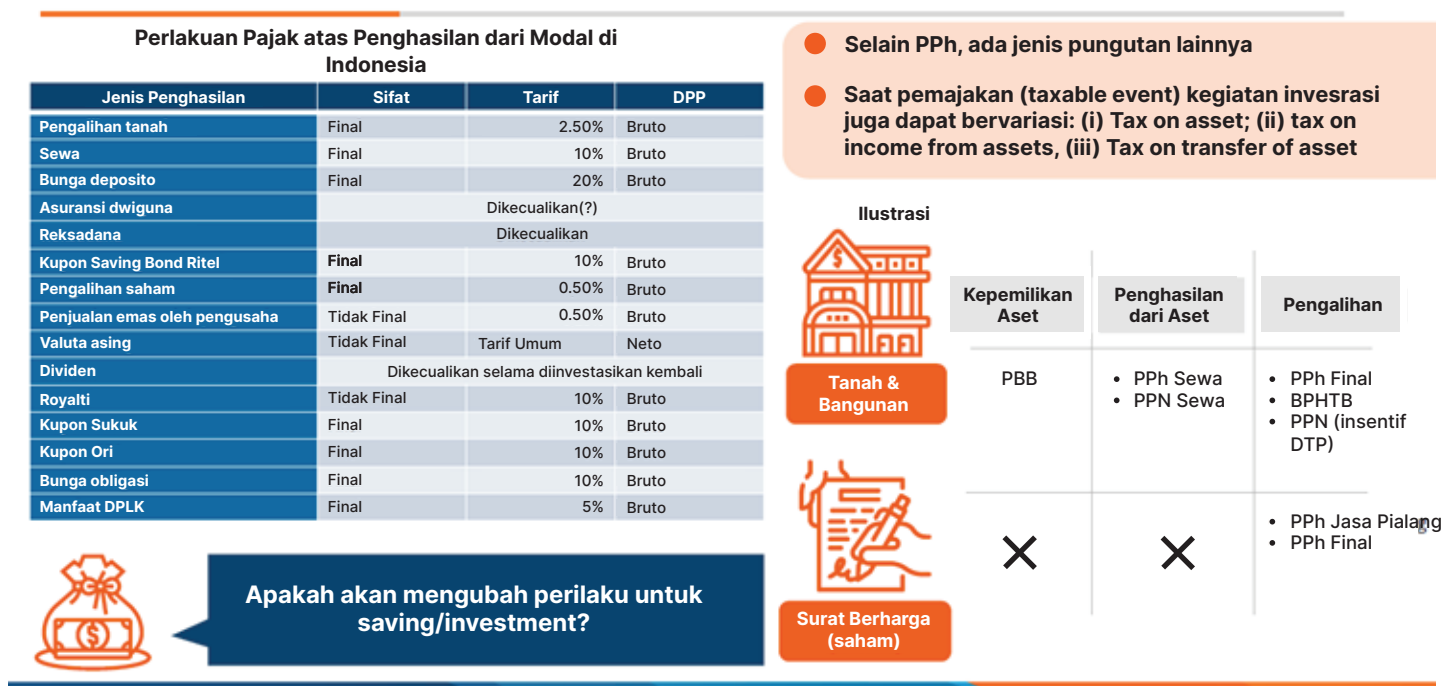 Perlakuan Pajak atas Penghasilan dari Modal di
Indonesia
Jenis Penghasilan Sifat Tarif DPP
Pengalihan tanah Final 2.50% Bruto
Sewa Final 10% Bruto
Bunga deposito Final 20% Bruto
Asuransi dwiguna Dikecualikan(?)
Reksadana Dikecualikan
Kupon Saving Bond Ritel Final 10% Bruto
Pengalihan saham Final 0.50% Bruto
Penjualan emas oleh pengusaha Tidak Final 0.50% Bruto
Valuta asing Tidak Final Tarif Umum Neto
Dividen Dikecualikan selama diinvestasikan kembali
Royalti Tidak Final 10% Bruto
Kupon Sukuk Final 10% Bruto
Kupon Ori Final 10% Bruto
Bunga obligasi Final 10% Bruto
Manfaat DPLK Final 5% Bruto
Apakah akan mengubah perilaku untuk
saving/investment?
Selain PPh, ada jenis pungutan lainnya
Saat pemajakan (taxable event) kegiatan invesrasi
juga dapat bervariasi: (i) Tax on asset; (ii) tax on
income from assets, (iii) Tax on transfer of asset
Ilustrasi
Kepemilikan
Aset
Penghasilan
dari Aset
Pengalihan
Tanah &
Bangunan
PBB
• PPh Sewa
• PPN Sewa
• PPh Final
• BPHTB
• PPN (insentif
DTP)
Surat Berharga
(saham)
• PPh Jasa Pialang
• PPh Final